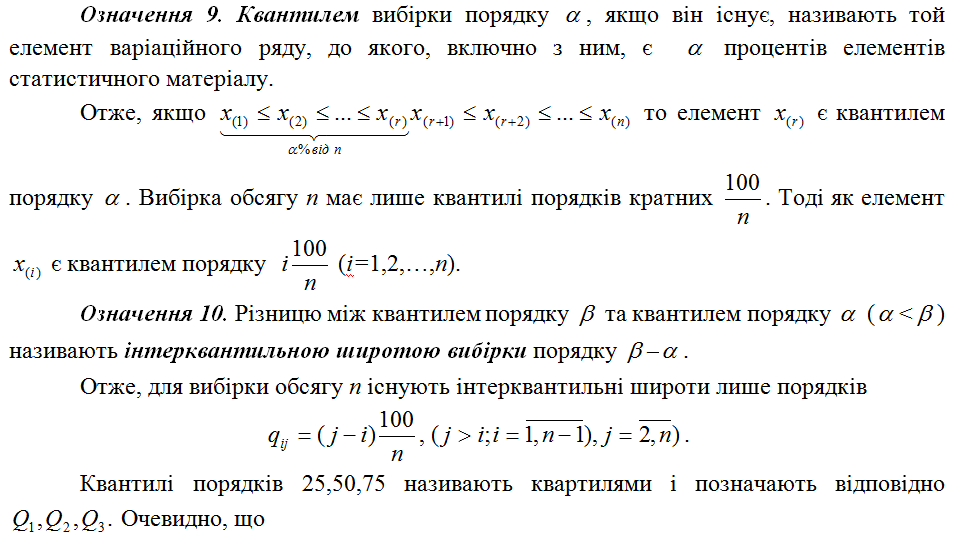 Означення 9. Квантилем вибірки порядку α, якщо він існує, називають той
елемент варіаційного ряду, до якого, включно з ним, є α процентів елементів
статистичного матеріалу.
Отже, якщо x₍₁₎ ≤ x₍₂₎ ≤ ... ≤ x₍ᵣ₎ x₍ᵣ₊₁₎ ≤ x₍ᵣ₊₂₎ ≤ ... ≤ x₍ₙ₎ то елемент x₍ᵣ₎ є квантилем
α% від n
порядку α. Вибірка обсягу n має лише квантилі порядків кратних 100/n. Тоді як елемент
x₍ᵢ₎ є квантилем порядку i 100/n (i=1,2,…,n).
Означення 10. Різницю між квантилем порядку β та квантилем порядку α (α < β)
називають інтерквантильною широтою вибірки порядку β – α.
Отже, для вибірки обсягу n існують інтерквантильні широти лише порядків
qᵢⱼ = (j – i) 100/n, (j > i; i = 1, n – 1), j = 2, n).
Квантилі порядків 25,50,75 називають квартилями і позначають відповідно
Q₁, Q₂, Q₃. Очевидно, що